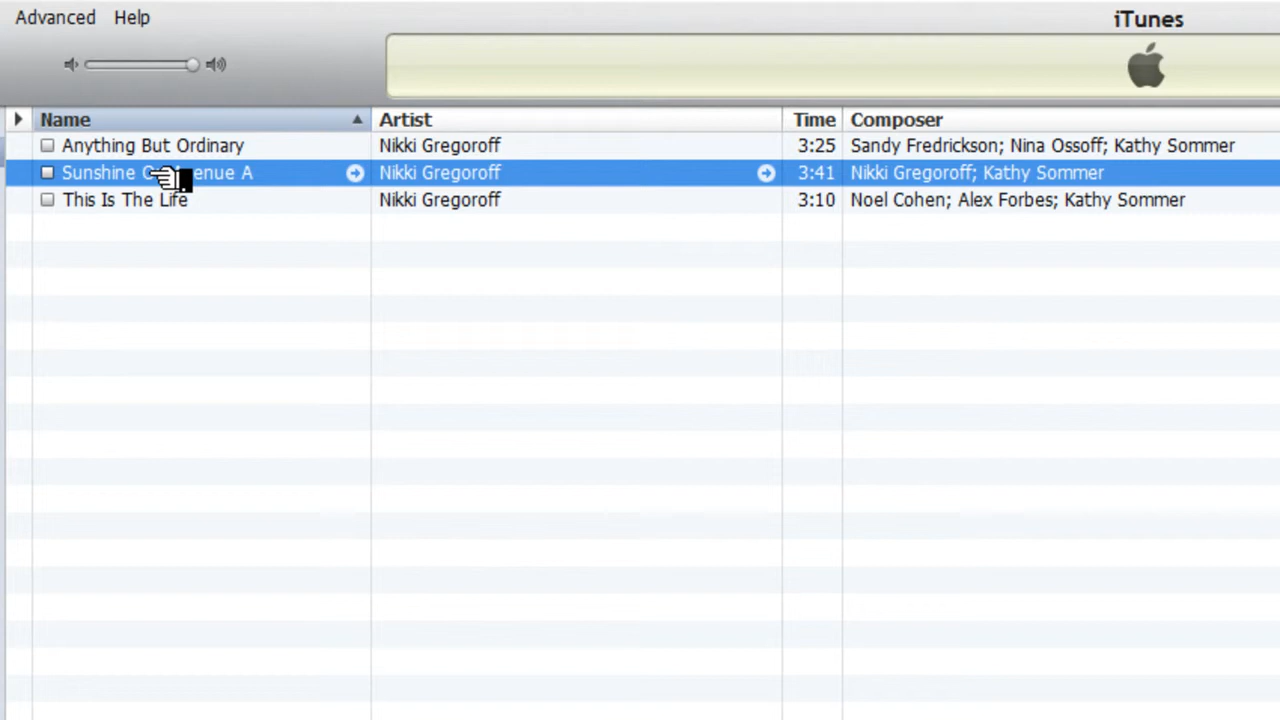 Advanced Help
iTunes
Name Artist Time Composer
Anything But Ordinary Nikki Gregoroff 3:25 Sandy Fredrickson; Nina Ossoff; Kathy Sommer
Sunshine A Nikki Gregoroff 3:41 Nikki Gregoroff; Kathy Sommer
This Is The Life Nikki Gregoroff 3:10 Noel Cohen; Alex Forbes; Kathy Sommer